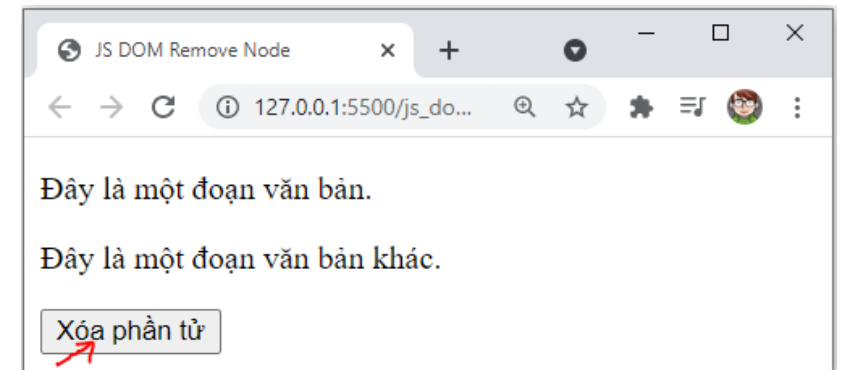 JS DOM Remove Node
127.0.0.1:5500/js_do...
Đây là một đoạn văn bản.
Đây là một đoạn văn bản khác.
Xóa phần tử